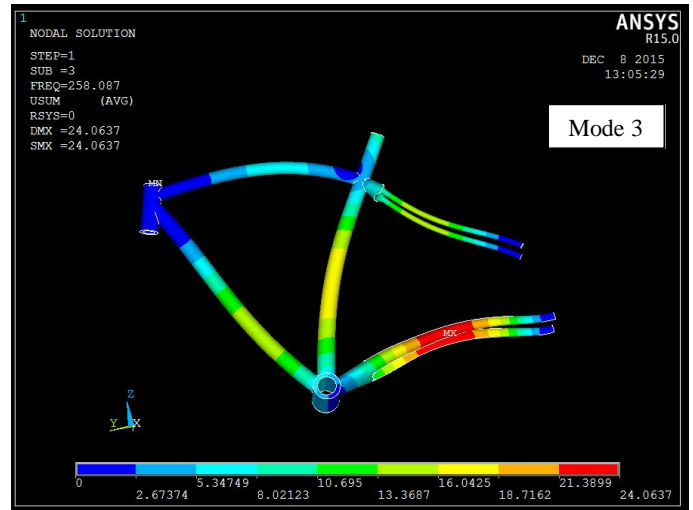 1
NODAL SOLUTION
STEP=1
SUB =3
FREQ=258.087
USUM (AVG)
RSYS=0
DMX =24.0637
SMX =24.0637
ANSYS
R15.0
DEC 8 2015
13:05:29
Mode 3
MN
MX
Z
Y X
0 5.34749 10.695 16.0425 21.3899
2.67374 8.02123 13.3687 18.7162 24.0637